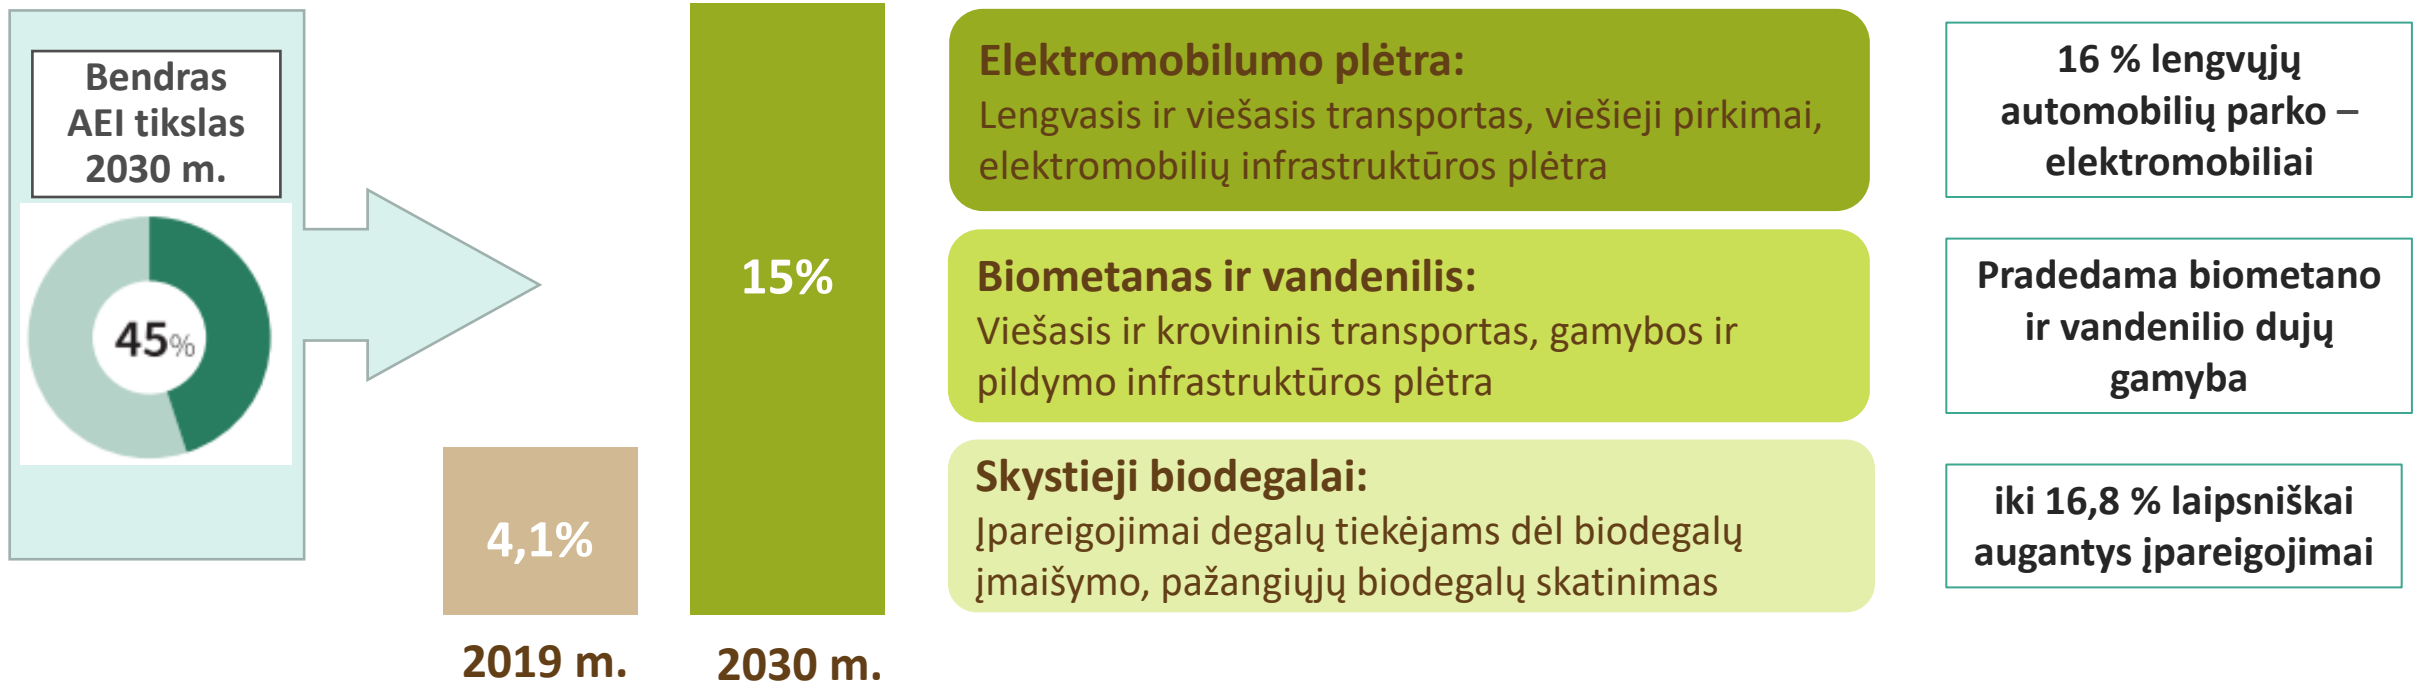 Bendras
AEI tikslas
2030 m.
45%
4,1%
2019 m.
15%
2030 m.
Elektromobilumo plėtra:
Lengvasis ir viešasis transportas, viešieji pirkimai,
elektromobilių infrastruktūros plėtra
16 % lengvųjų
automobilių parko –
elektromobiliai
Biometanas ir vandenilis:
Viešasis ir krovininis transportas, gamybos ir
pildymo infrastruktūros plėtra
Pradedama biometano
ir vandenilio dujų
gamyba
Skystieji biodegalai:
Įpareigojimai degalų tiekėjams dėl biodegalų
įmaišymo, pažangiųjų biodegalų skatinimas
iki 16,8 % laipsniškai
augantys įpareigojimai